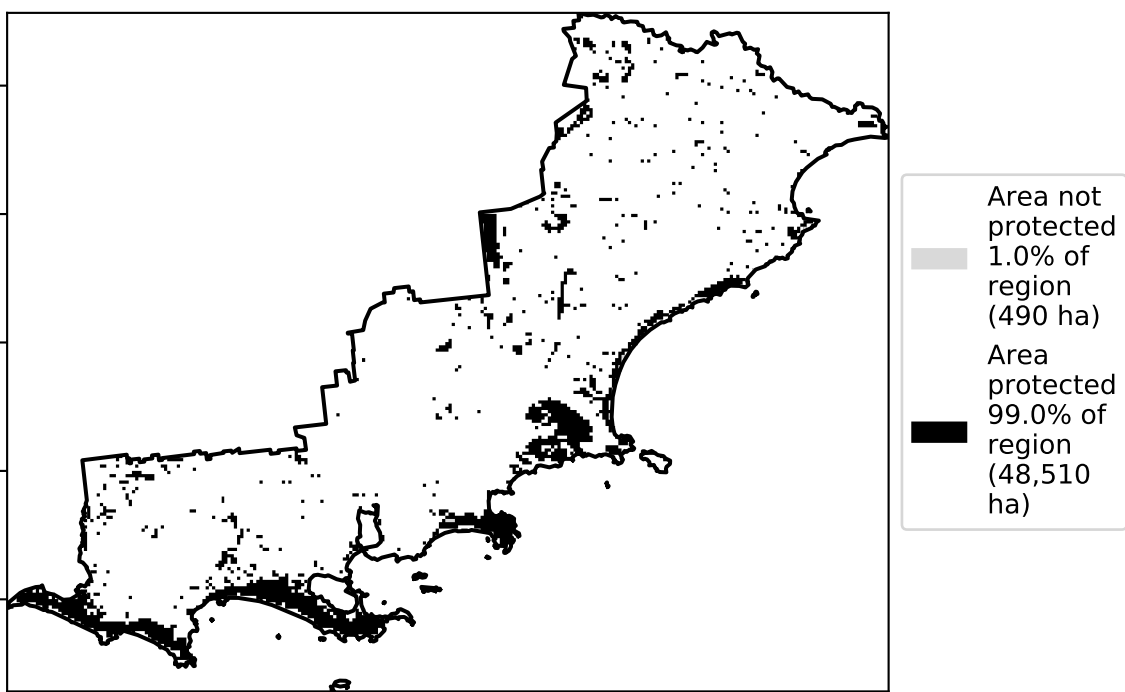 Area not
protected
1.0% of
region
(490 ha)
Area
protected
99.0% of
region
(48,510
ha)